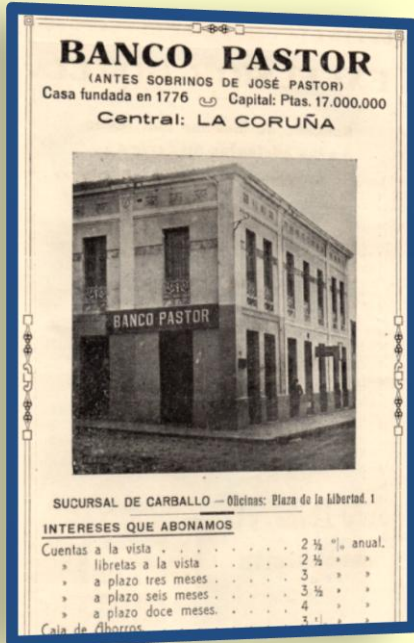 BANCO PASTOR
(ANTES SOBRINOS DE JOSÉ PASTOR)
Casa fundada en 1776 Capital: Ptas. 17.000.000
Central: LA CORUÑA
BANCO PASTOR
SUCURSAL DE CARBALLO — Oficinas: Plaza de la Libertad, 1
INTERESES QUE ABONAMOS
Cuentas a la vista . . . . . . . . 2 ½ °|. anual.
» libretas a la vista . . . . . . 2 ½ » »
» a plazo tres meses . . . . . 3 » »
» a plazo seis meses . . . . . 3 ½ » »
» a plazo doce meses. . . . . 4 » »
Caja de Ahorros.